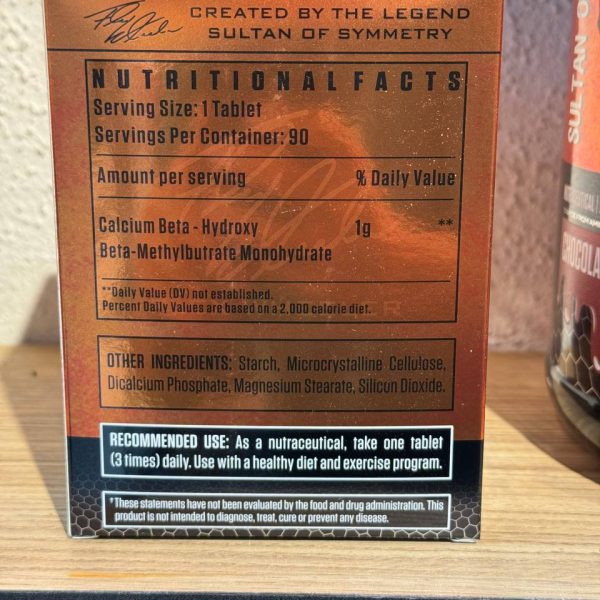 CREATED BY THE LEGEND
SULTAN OF SYMMETRY
NUTRITIONAL FACTS
Serving Size: 1 Tablet
Servings Per Container: 90
Amount per serving % Daily Value
Calcium Beta - Hydroxy 1g **
Beta-Methylbutrate Monohydrate
**Daily Value (DV) not established.
Percent Daily Values are based on a 2,000 calorie diet.
OTHER INGREDIENTS: Starch, Microcrystalline Cellulose,
Dicalcium Phosphate, Magnesium Stearate, Silicon Dioxide.
RECOMMENDED USE: As a nutraceutical, take one tablet
(3 times) daily. Use with a healthy diet and exercise program.
*These statements have not been evaluated by the food and drug administration. This
product is not intended to diagnose, treat, cure or prevent any disease.
SULTAN